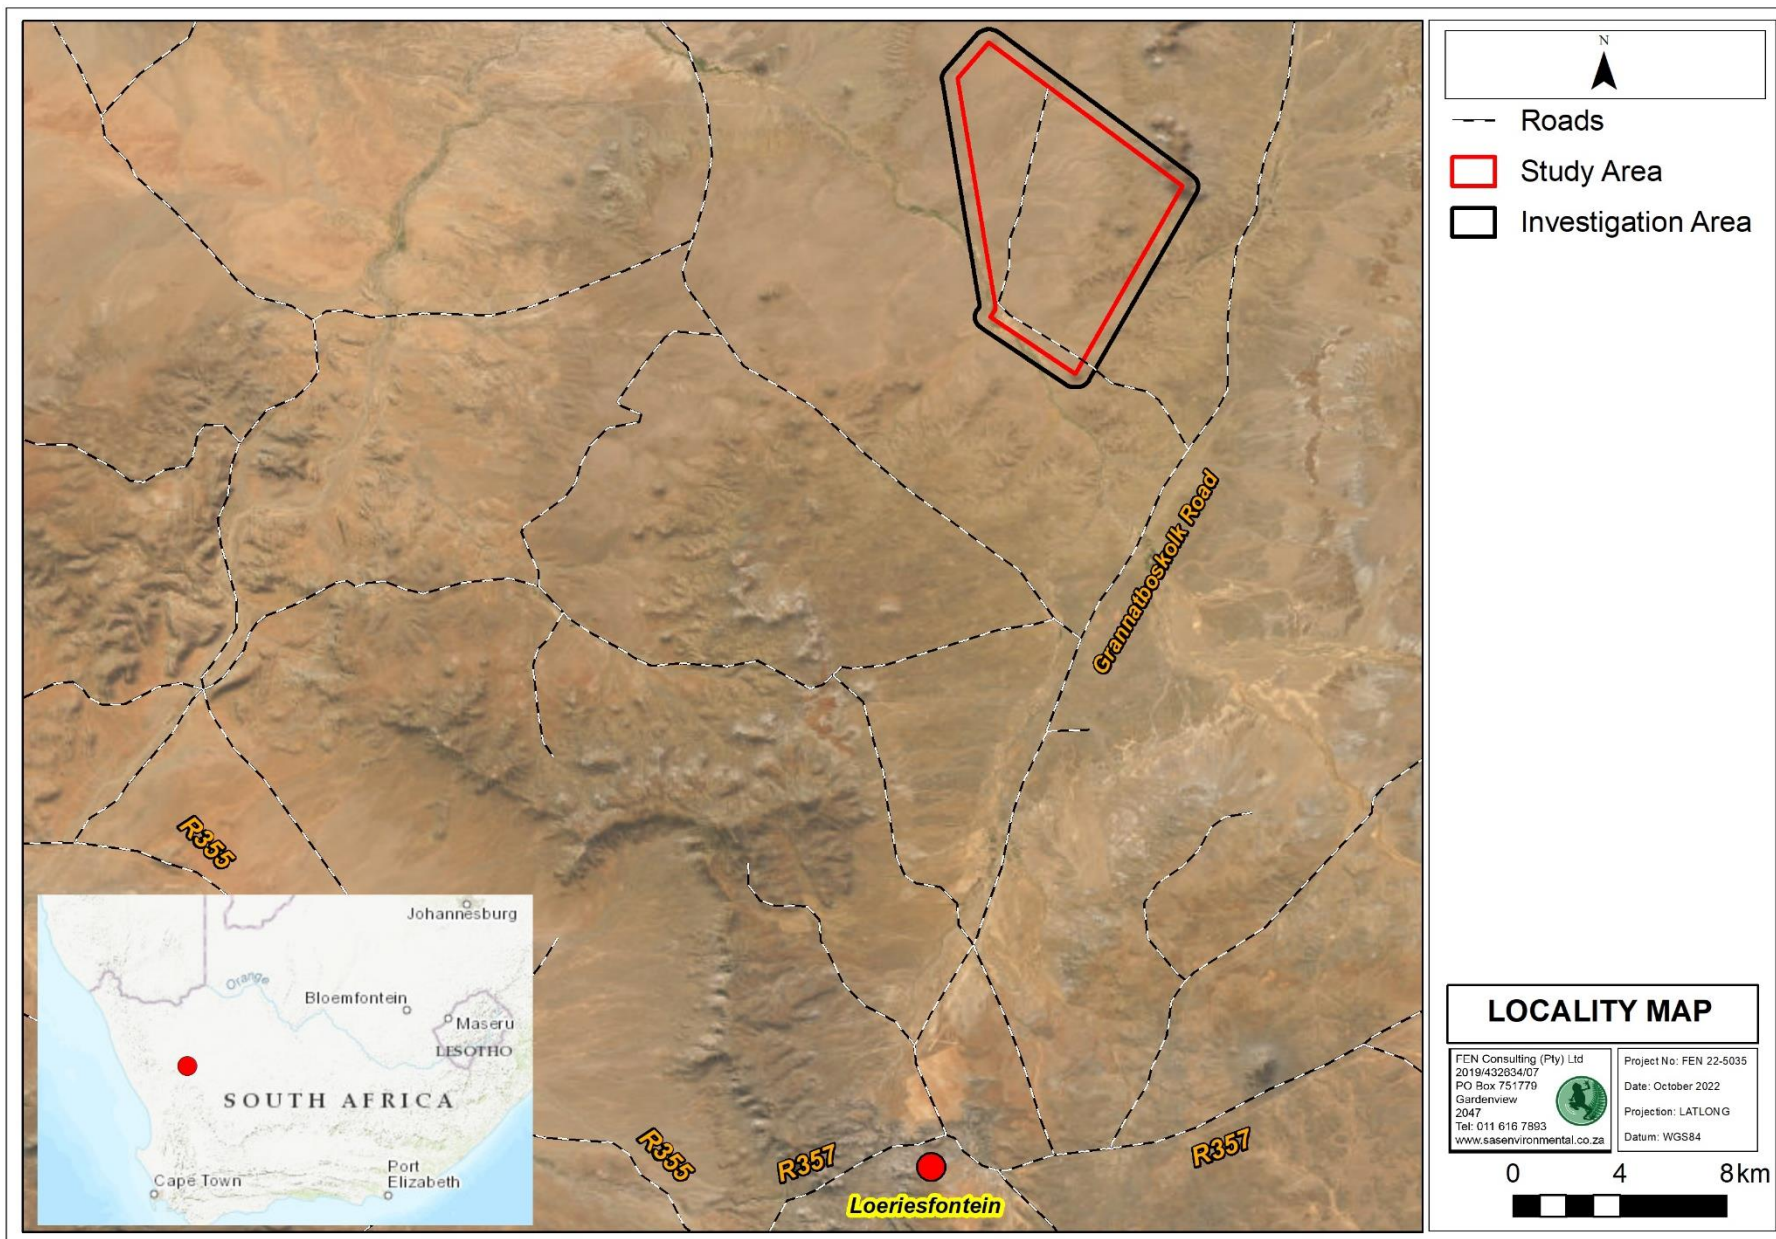 N
Roads
Study Area
Investigation Area
Grannatboskolk Road
R355
Johannesburg
Orange
Bloemfontein
Maseru
LESOTHO
SOUTH AFRICA
Cape Town
Port
Elizabeth
R355
R357
R357
Loeriesfontein
LOCALITY MAP
FEN Consulting (Pty) Ltd
2019/432634/07
PO Box 751779
Gardenview
2047
Tel: 011 616 7893
www.sasenvironmental.co.za
Project No: FEN 22-5035
Date: October 2022
Projection: LATLONG
Datum: WGS84
0 4 8 km